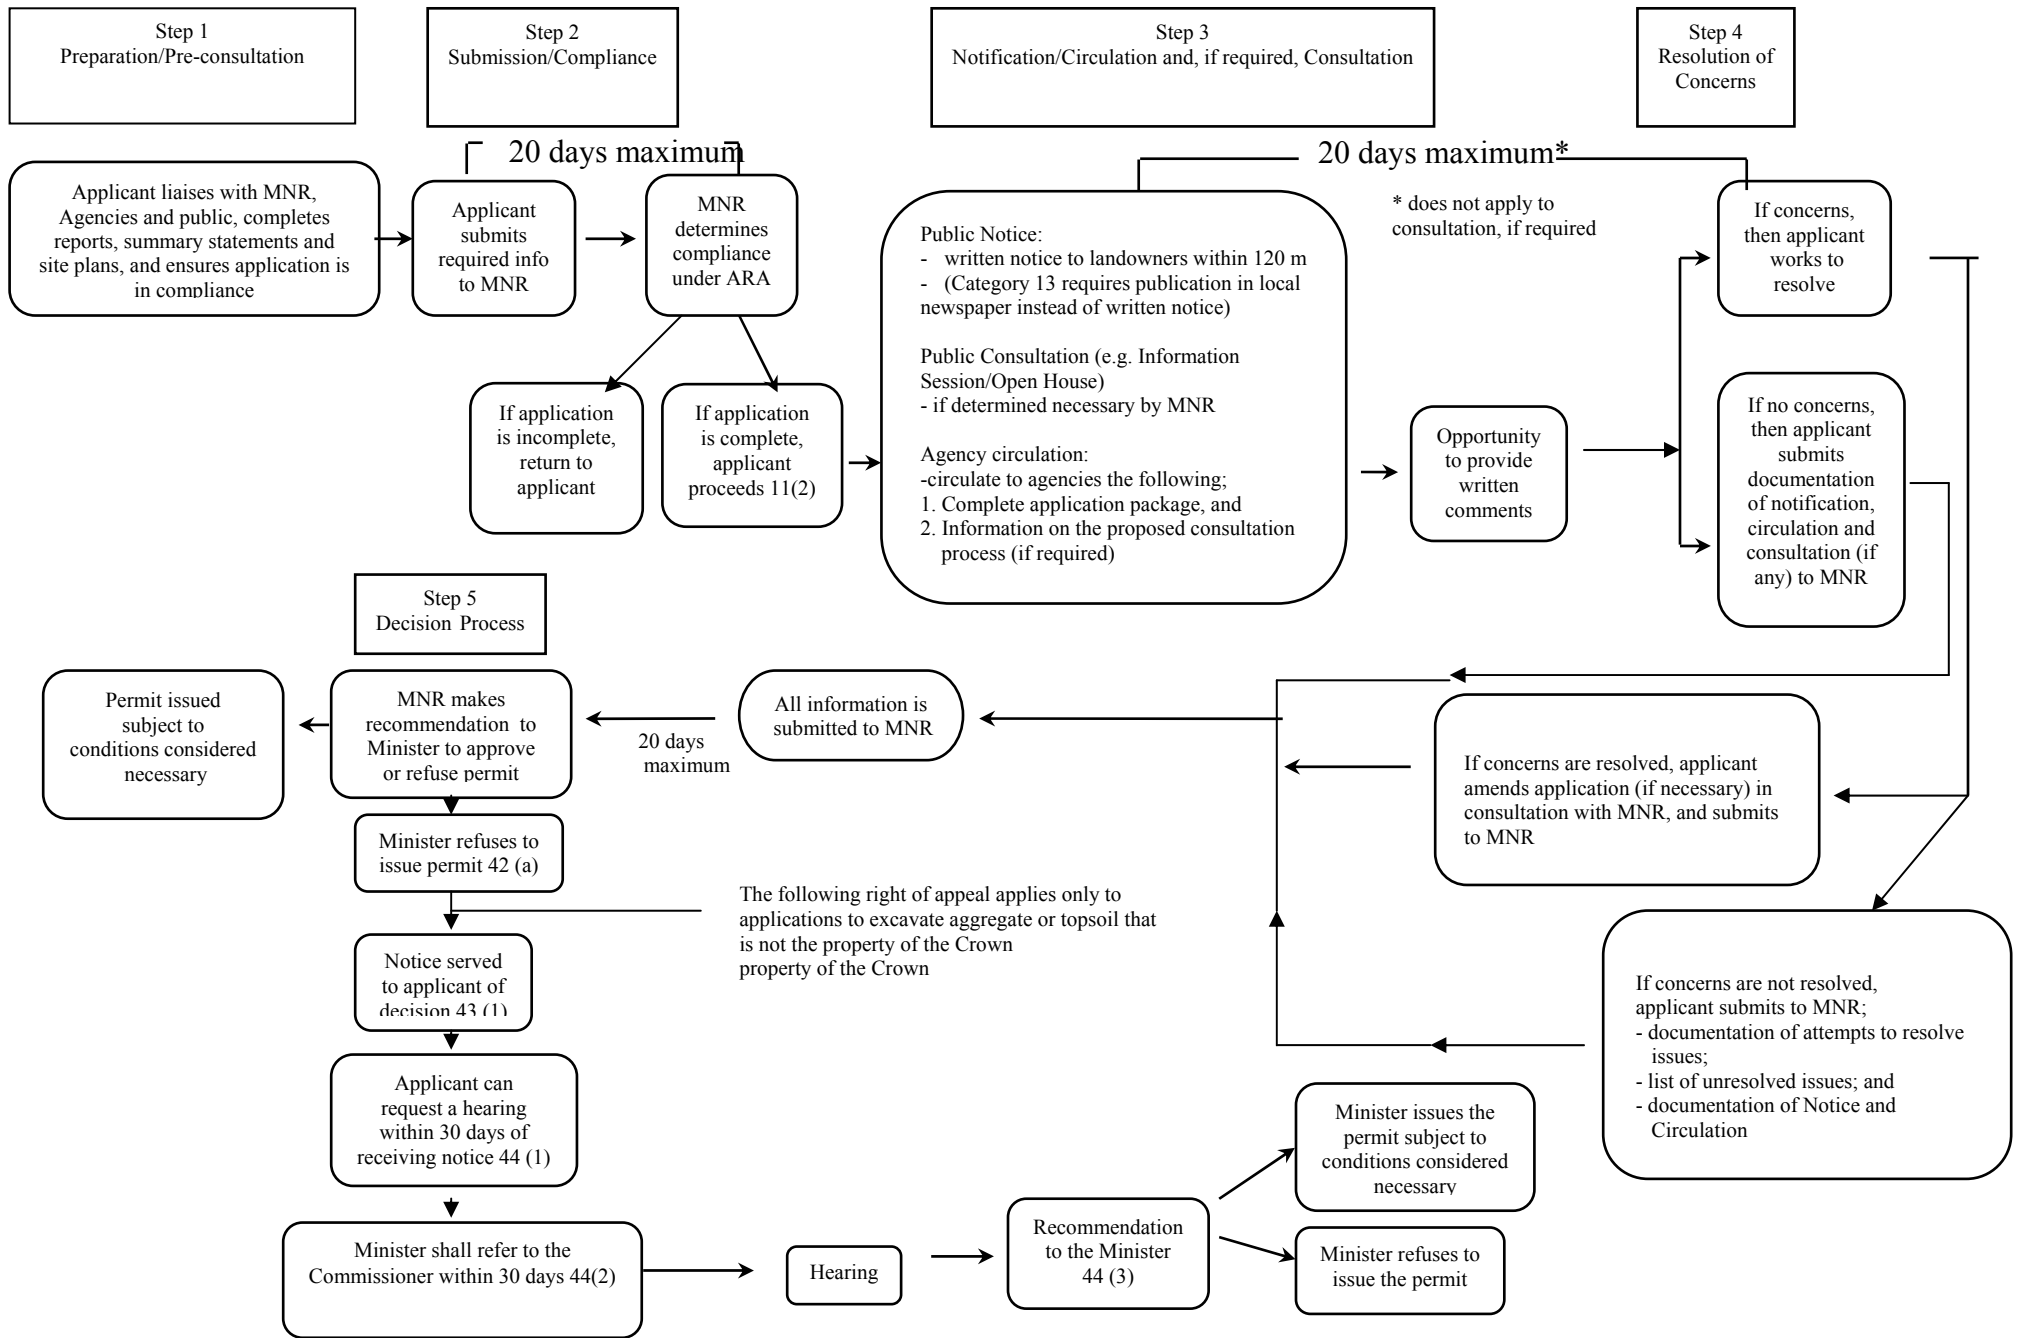 Step 1
Preparation/Pre-consultation
Step 2
Submission/Compliance
Step 3
Notification/Circulation and, if required, Consultation
Step 4
Resolution of
Concerns
20 days maximum
20 days maximum*
* does not apply to
consultation, if required
Applicant liaises with MNR,
Agencies and public, completes
reports, summary statements and
site plans, and ensures application is
in compliance
Applicant
submits
required info
to MNR
MNR
determines
compliance
under ARA
If application
is incomplete,
return to
applicant
If application
is complete,
applicant
proceeds 11(2)
Public Notice:
- written notice to landowners within 120 m
- (Category 13 requires publication in local
newspaper instead of written notice)
Public Consultation (e.g. Information
Session/Open House)
- if determined necessary by MNR
Agency circulation:
-circulate to agencies the following;
1. Complete application package, and
2. Information on the proposed consultation
process (if required)
Opportunity
to provide
written
comments
If concerns,
then applicant
works to
resolve
If no concerns,
then applicant
submits
documentation
of notification,
circulation and
consultation (if
any) to MNR
Step 5
Decision Process
Permit issued
subject to
conditions considered
necessary
MNR makes
recommendation to
Minister to approve
or refuse permit
20 days
maximum
All information is
submitted to MNR
If concerns are resolved, applicant
amends application (if necessary) in
consultation with MNR, and submits
to MNR
Minister refuses to
issue permit 42 (a)
The following right of appeal applies only to
applications to excavate aggregate or topsoil that
is not the property of the Crown
property of the Crown
Notice served
to applicant of
decision 43 (1)
If concerns are not resolved,
applicant submits to MNR;
- documentation of attempts to resolve
issues;
- list of unresolved issues; and
- documentation of Notice and
Circulation
Applicant can
request a hearing
within 30 days of
receiving notice 44 (1)
Minister shall refer to the
Commissioner within 30 days 44(2)
Hearing
Recommendation
to the Minister
44 (3)
Minister issues the
permit subject to
conditions considered
necessary
Minister refuses to
issue the permit